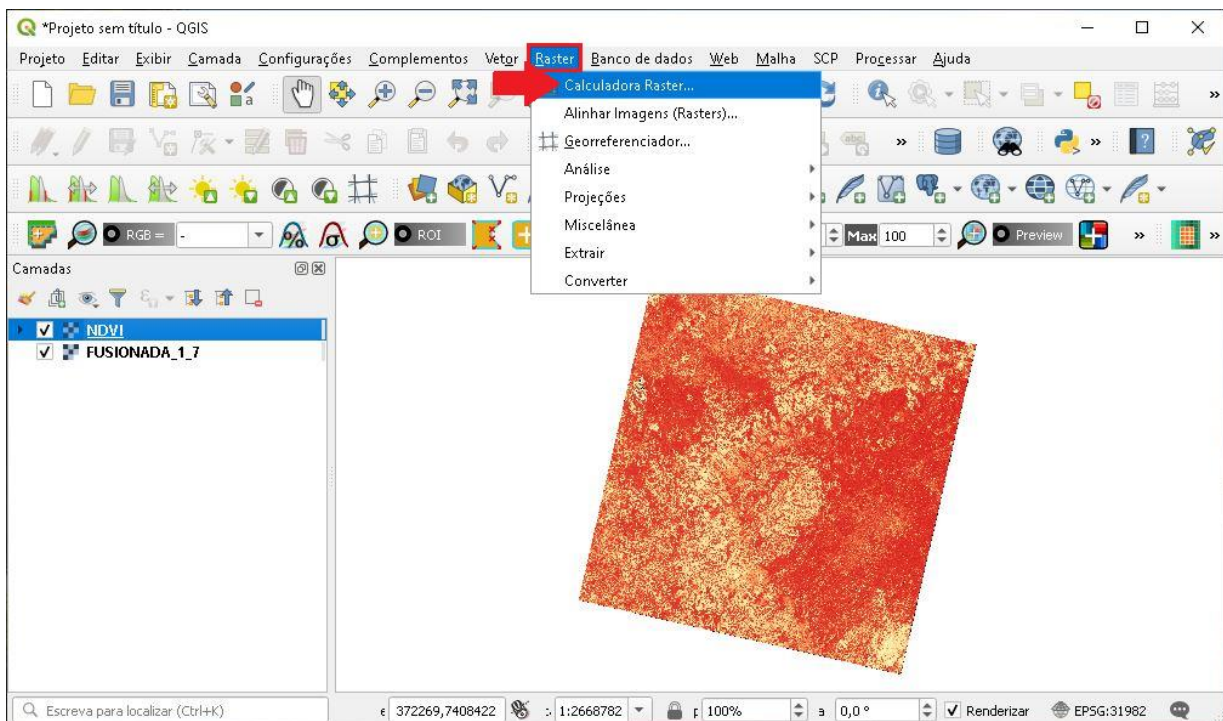 *Projeto sem título - QGIS
Projeto Editar Exibir Camada Configurações Complementos Vetor Raster Banco de dados Web Malha SCP Processar Ajuda
Calculadora Raster...
Alinhar Imagens (Rasters)...
Georreferenciador...
Análise
Projeções
Miscelânea
Extrair
Converter
RGB = -
ROI
Max 100
Preview
Camadas
NDVI
FUSIONADA_1_7
Escreva para localizar (Ctrl+K)
372269,7408422
1:2668782
100%
0,0 °
Renderizar
EPSG:31982